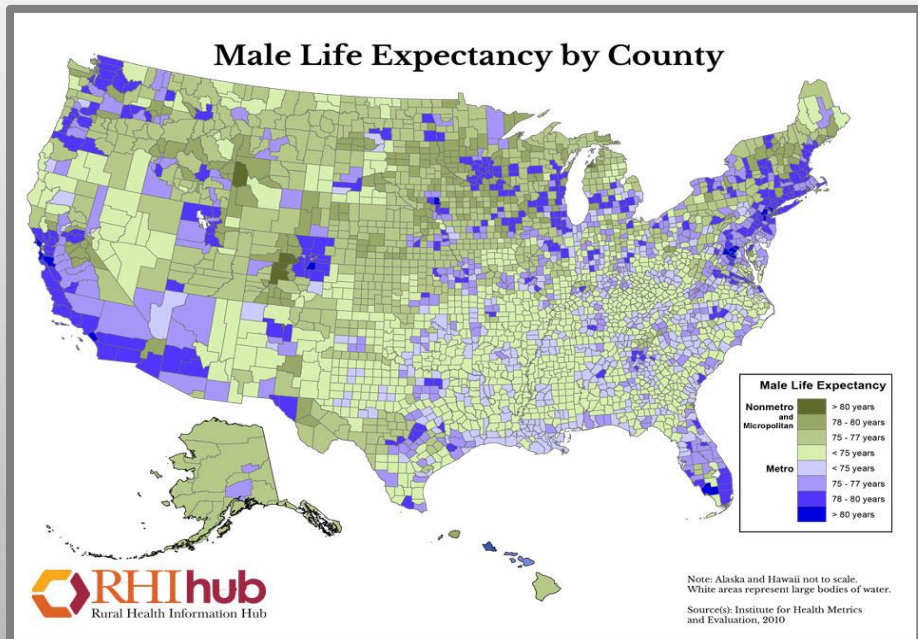 Male Life Expectancy by County
Male Life Expectancy
Nonmetro
and
Micropolitan
> 80 years
78 - 80 years
75 - 77 years
< 75 years
Metro
< 75 years
75 - 77 years
78 - 80 years
> 80 years
RHIhub
Rural Health Information Hub
Note: Alaska and Hawaii not to scale.
White areas represent large bodies of water.
Source(s): Institute for Health Metrics
and Evaluation, 2010